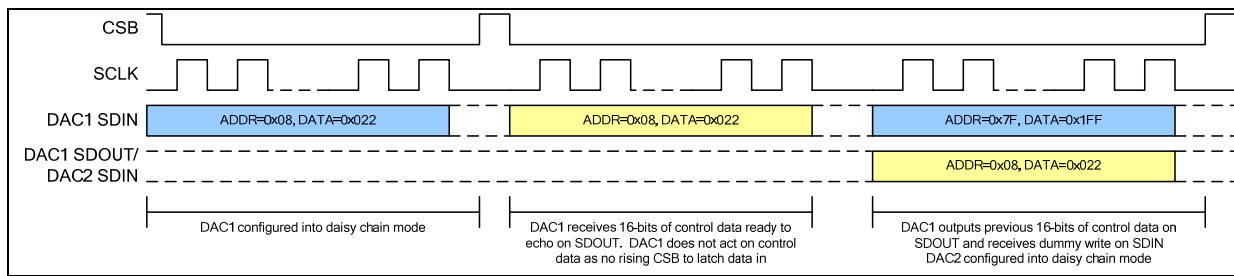 CSB
SCLK
DAC1 SDIN
ADDR=0x08, DATA=0x022
ADDR=0x08, DATA=0x022
ADDR=0x7F, DATA=0x1FF
DAC1 SDOUT/
DAC2 SDIN
ADDR=0x08, DATA=0x022
DAC1 configured into daisy chain mode
DAC1 receives 16-bits of control data ready to
echo on SDOUT. DAC1 does not act on control
data as no rising CSB to latch data in
DAC1 outputs previous 16-bits of control data on
SDOUT and receives dummy write on SDIN
DAC2 configured into daisy chain mode